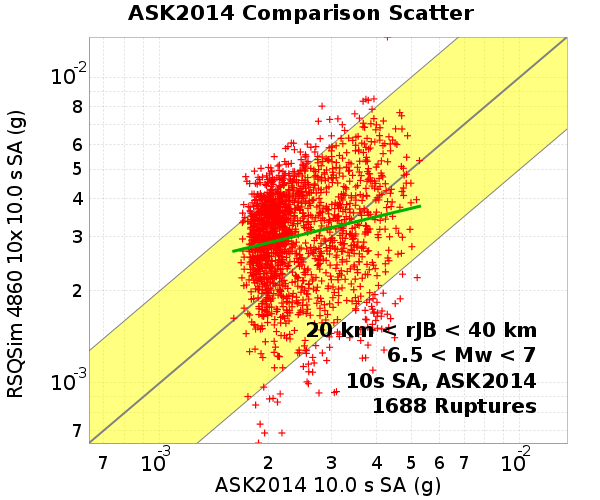 ASK2014 Comparison Scatter
RSQSim 4860 10x 10.0 s SA (g)
10-2
8
6
5
4
3
2
10-3
7
20 km < rJB < 40 km
6.5 < Mw < 7
10s SA, ASK2014
1688 Ruptures
7 10-3 2 3 4 5 6 7 10-2
ASK2014 10.0 s SA (g)